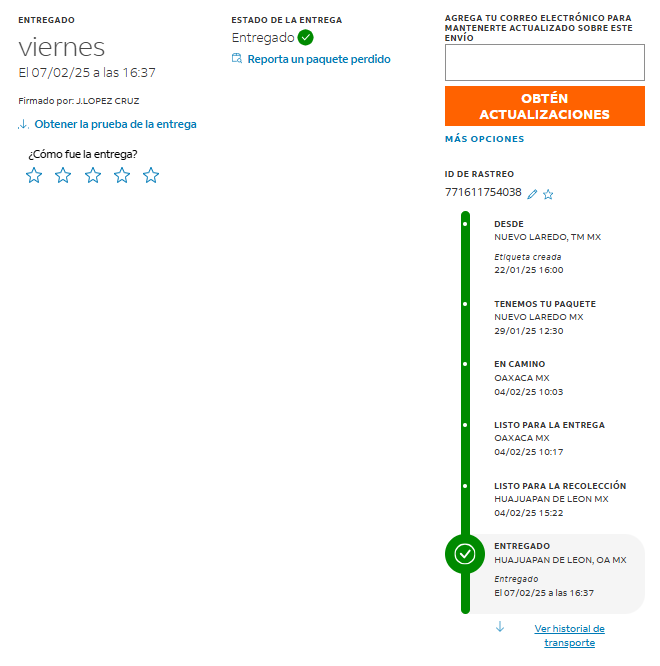 ENTREGADO
viernes
El 07/02/25 a las 16:37
Firmado por: J.LOPEZ CRUZ
Obtener la prueba de la entrega
¿Cómo fue la entrega?
ESTADO DE LA ENTREGA
Entregado
Reporta un paquete perdido
AGREGA TU CORREO ELECTRÓNICO PARA
MANTENERTE ACTUALIZADO SOBRE ESTE
ENVÍO
OBTÉN
ACTUALIZACIONES
MÁS OPCIONES
ID DE RASTREO
771611754038
DESDE
NUEVO LAREDO, TM MX
Etiqueta creada
22/01/25 16:00
TENEMOS TU PAQUETE
NUEVO LAREDO MX
29/01/25 12:30
EN CAMINO
OAXACA MX
04/02/25 10:03
LISTO PARA LA ENTREGA
OAXACA MX
04/02/25 10:17
LISTO PARA LA RECOLECCIÓN
HUAJUAPAN DE LEON MX
04/02/25 15:22
ENTREGADO
HUAJUAPAN DE LEON, OA MX
Entregado
El 07/02/25 a las 16:37
Ver historial de
transporte